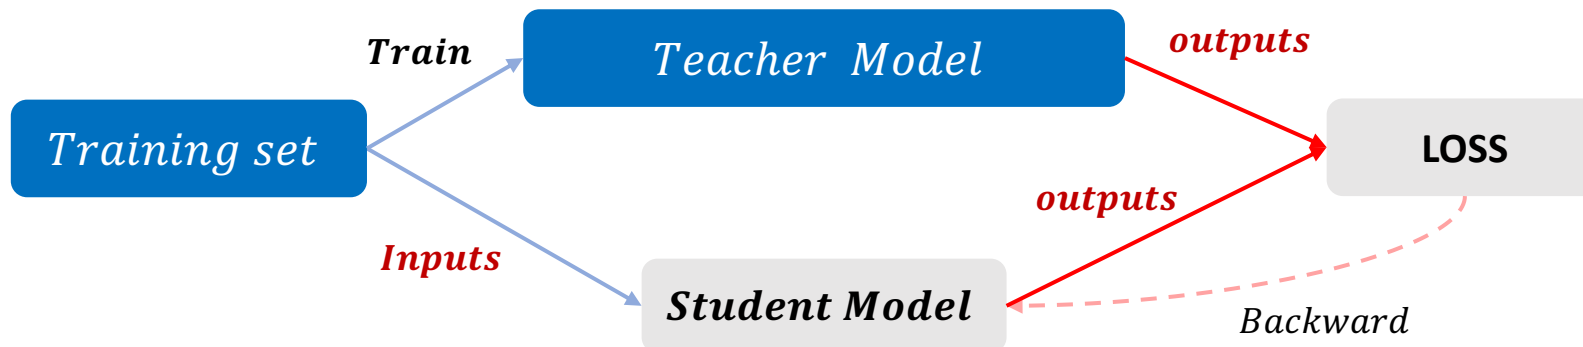 Train
Teacher Model
outputs
Training set
LOSS
outputs
Inputs
Student Model
Backward